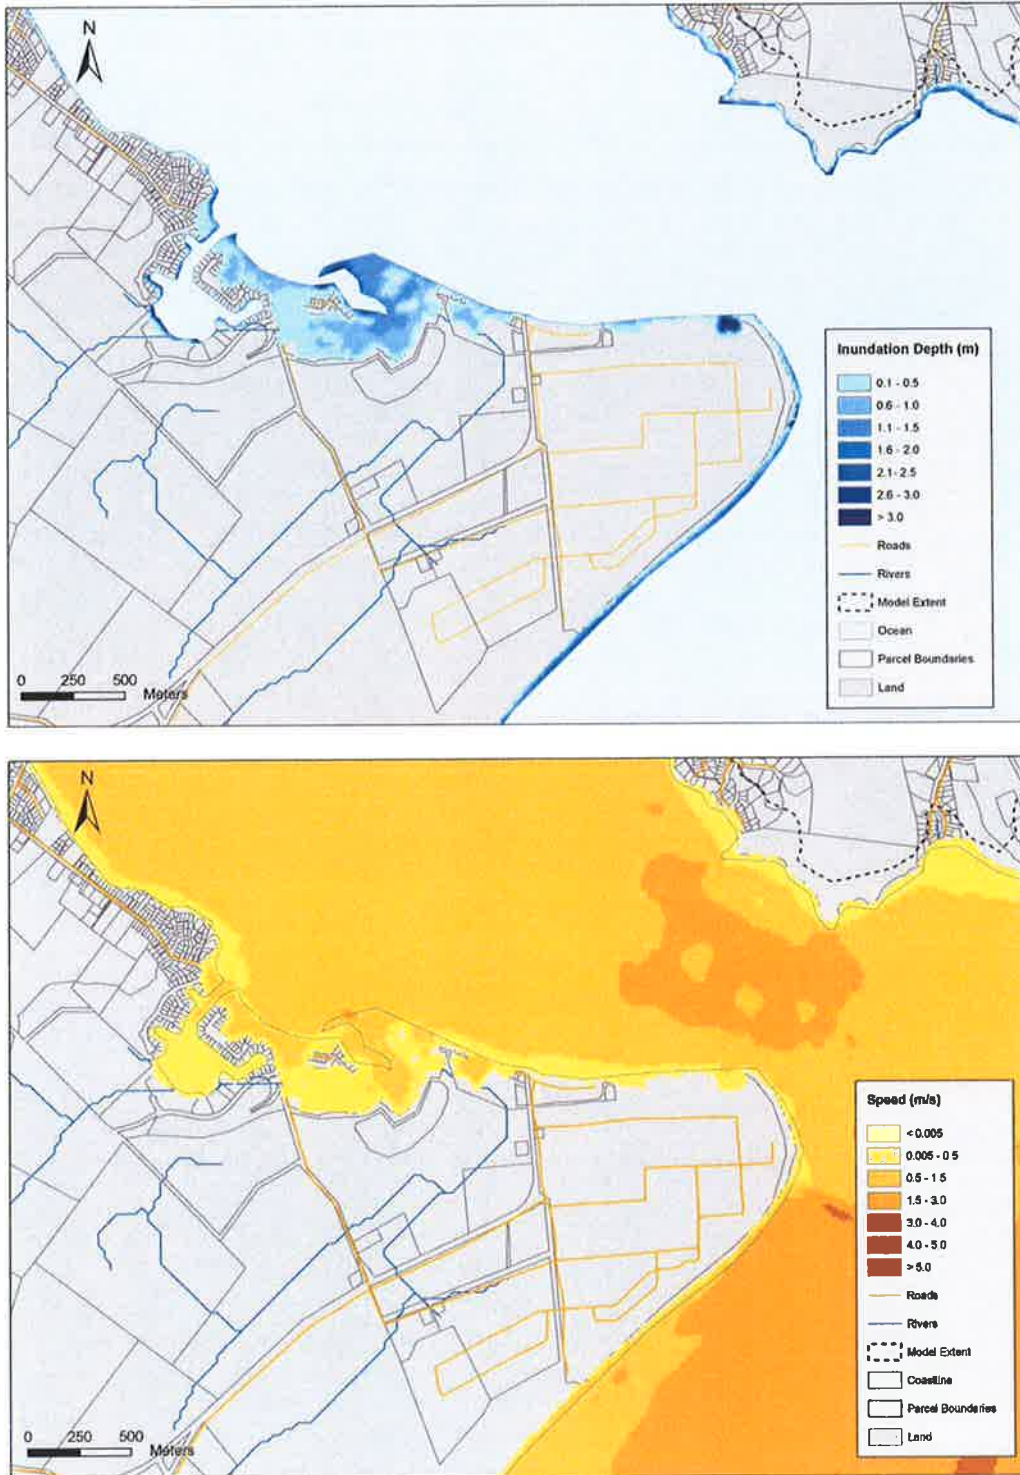 N
Inundation Depth (m)
0.1 - 0.5
0.6 - 1.0
1.1 - 1.5
1.6 - 2.0
2.1 - 2.5
2.6 - 3.0
> 3.0
Roads
Rivers
Model Extent
Ocean
Parcel Boundaries
Land
0 250 500
Meters
N
Speed (m/s)
< 0.005
0.005 - 0.5
0.5 - 1.5
1.5 - 3.0
3.0 - 4.0
4.0 - 5.0
> 5.0
Roads
Rivers
Model Extent
Coastline
Parcel Boundaries
Land
0 250 500
Meters